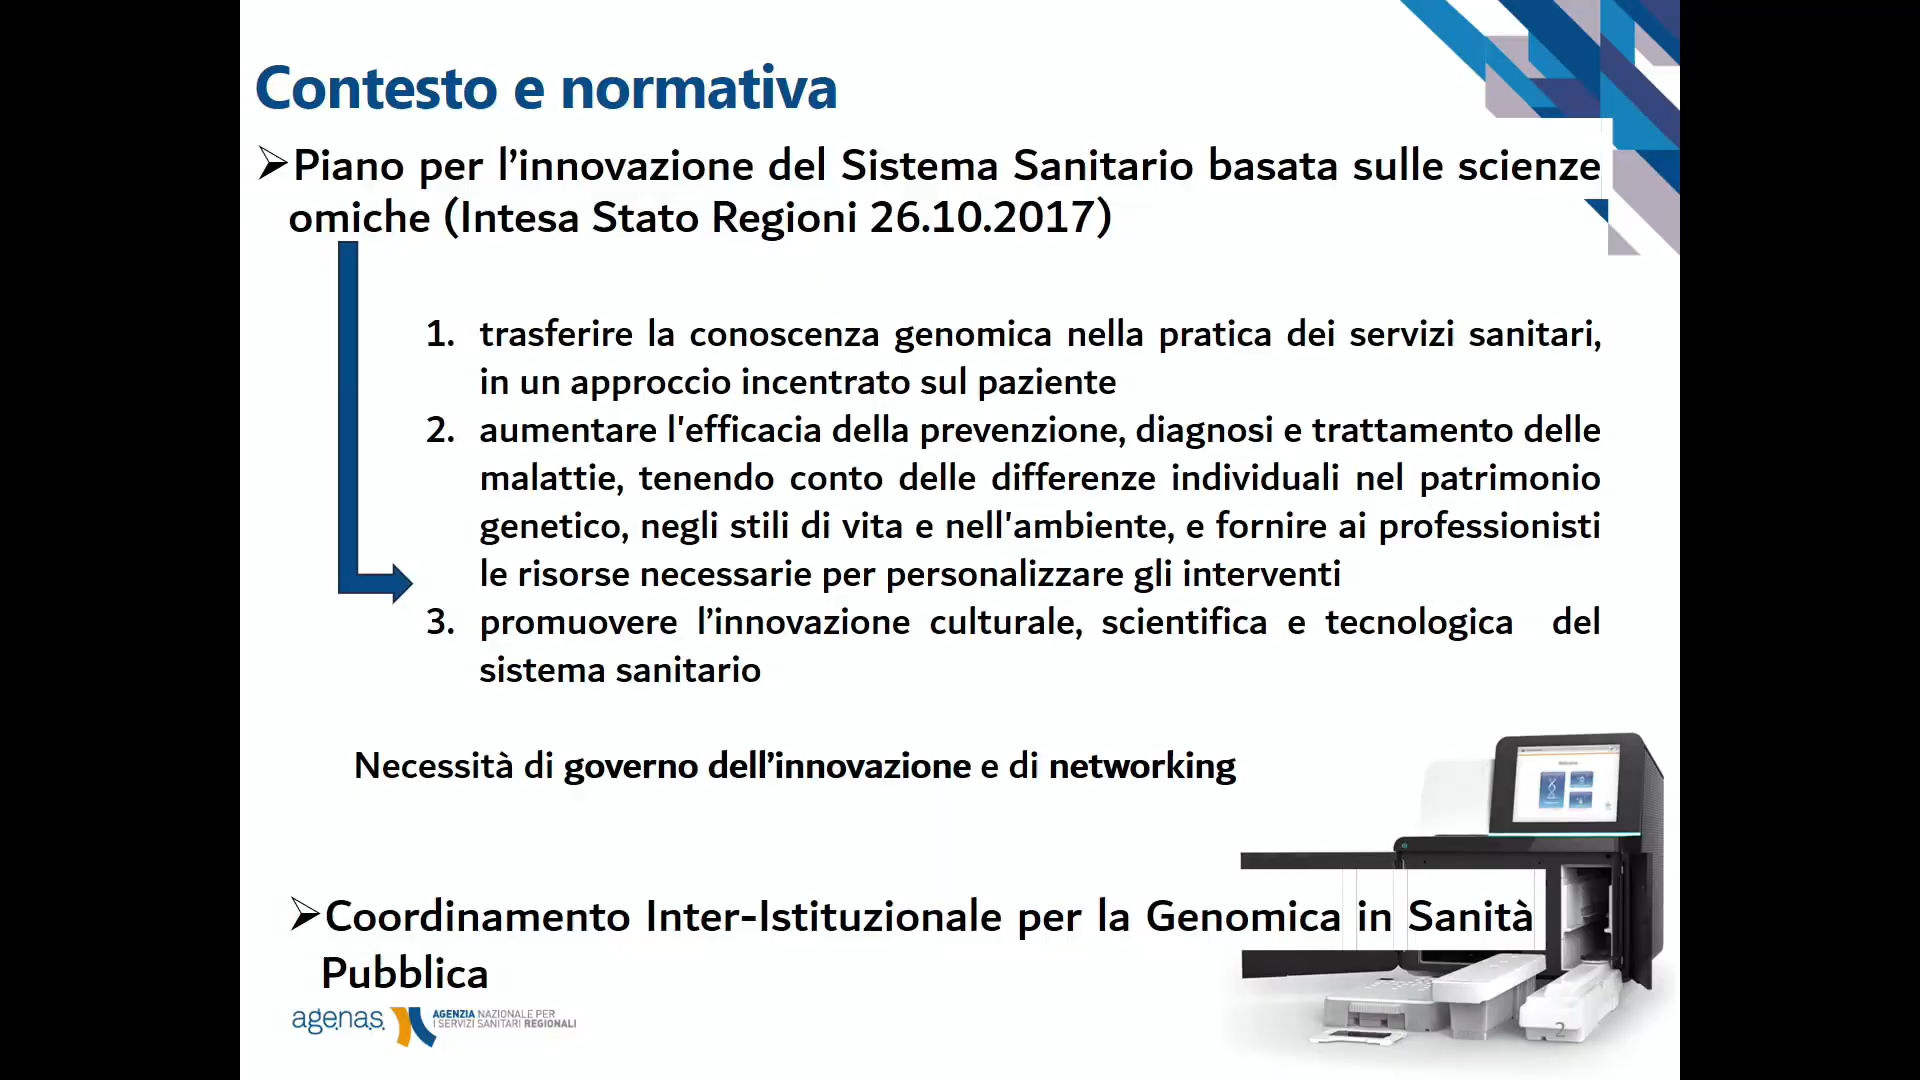 Contesto e normativa
➢Piano per l’innovazione del Sistema Sanitario basata sulle scienze
omiche (Intesa Stato Regioni 26.10.2017)
1. trasferire la conoscenza genomica nella pratica dei servizi sanitari,
in un approccio incentrato sul paziente
2. aumentare l'efficacia della prevenzione, diagnosi e trattamento delle
malattie, tenendo conto delle differenze individuali nel patrimonio
genetico, negli stili di vita e nell'ambiente, e fornire ai professionisti
le risorse necessarie per personalizzare gli interventi
3. promuovere l’innovazione culturale, scientifica e tecnologica del
sistema sanitario
Necessità di governo dell’innovazione e di networking
Welcome
➢Coordinamento Inter-Istituzionale per la Genomica in Sanità
Pubblica
agenas.
AGENZIA NAZIONALE PER
I SERVIZI SANITARI REGIONALI
2